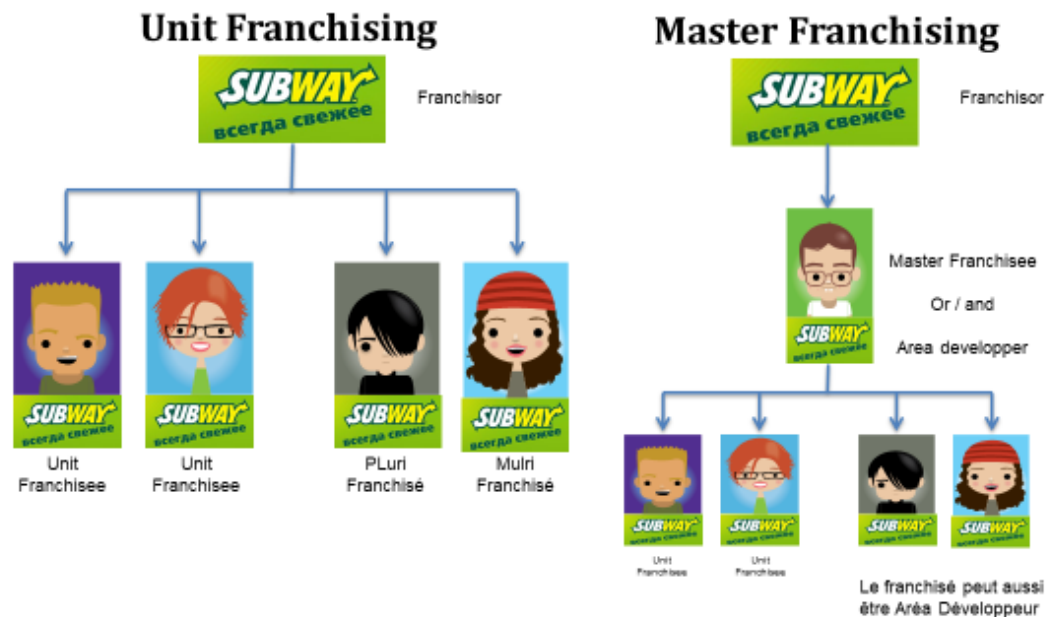 Unit Franchising
SUBWAY
всегда свежее
Franchisor
SUBWAY
всегда свежее
Unit
Franchisee
SUBWAY
всегда свежее
Unit
Franchisee
SUBWAY
всегда свежее
PLuri
Franchisé
SUBWAY
всегда свежее
Mulri
Franchisé
Master Franchising
SUBWAY
всегда свежее
Franchisor
SUBWAY
всегда свежее
Master Franchisee
Or / and
Area developper
SUBWAY
всегда свежее
Unit
Franchisee
SUBWAY
всегда свежее
Unit
Franchisee
SUBWAY
всегда свежее
SUBWAY
всегда свежее
Le franchisé peut aussi
être Aréa Développeur